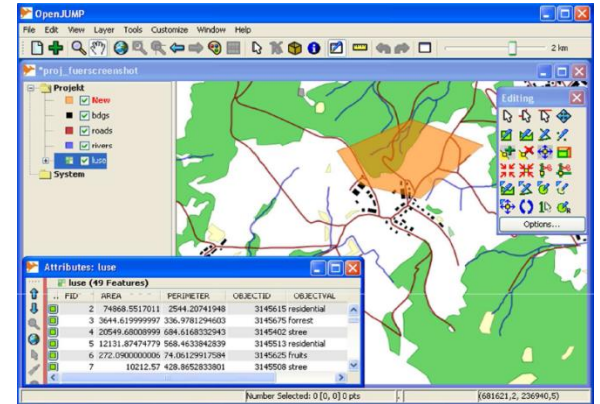 OpenJUMP
File Edit View Layer Tools Customize Window Help
2 km
*proj_fuerscreenshot
Projekt
New
bdgs
roads
rivers
luse
System
Editing
Options...
Attributes: luse
luse (49 Features)
FID AREA PERIMETER OBJECTID OBJECTVAL
2 74868.5517011 2544.20741948 3145615 residential
3 3644.619999997 336.9781294603 3145675 forrest
4 20549.68008999 684.6168332943 3145402 stree
5 12131.87474779 568.4633842839 3145513 residential
6 272.0900000006 74.06129917584 3145625 fruits
7 10212.57 428.8652833801 3145508 stree
Number Selected: 0 [0, 0] 0 pts
(681621,2, 236940,5)